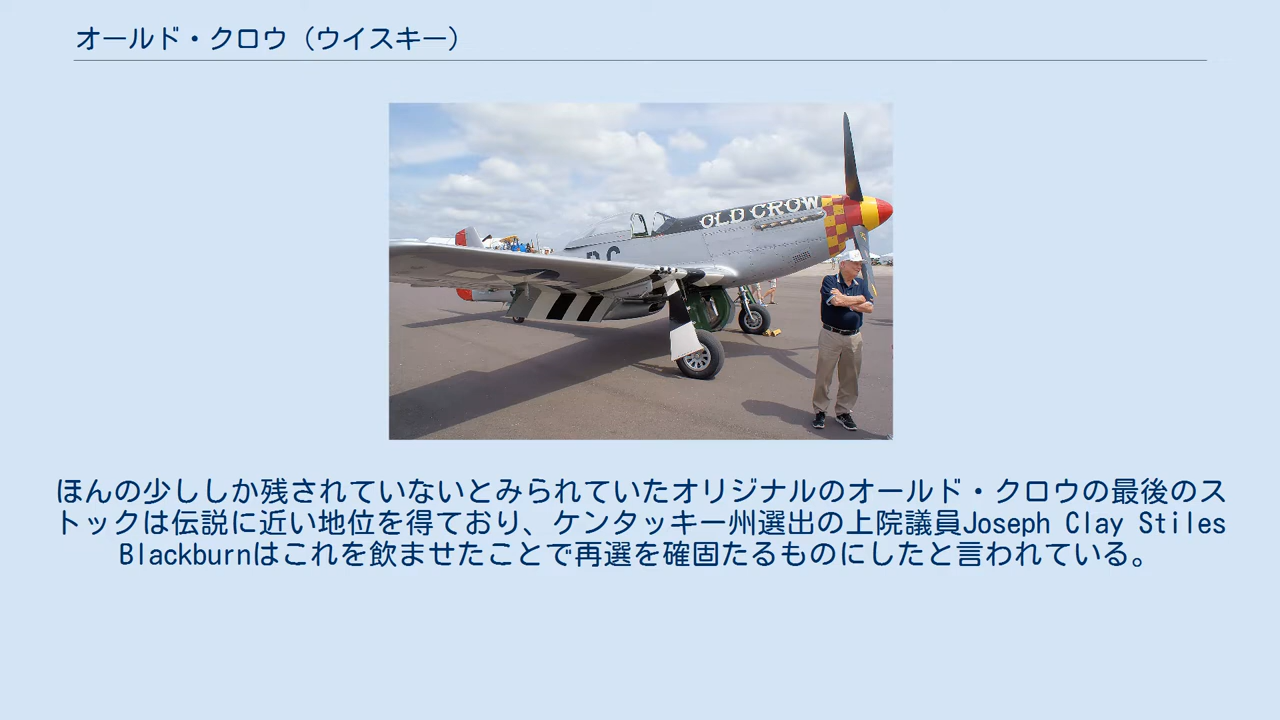 オールド・クロウ（ウイスキー）
OLD CROW
ほんの少ししか残されていないとみられていたオリジナルのオールド・クロウの最後のス
トックは伝説に近い地位を得ており、ケンタッキー州選出の上院議員Joseph Clay Stiles
Blackburnはこれを飲ませたことで再選を確固たるものにしたと言われている。